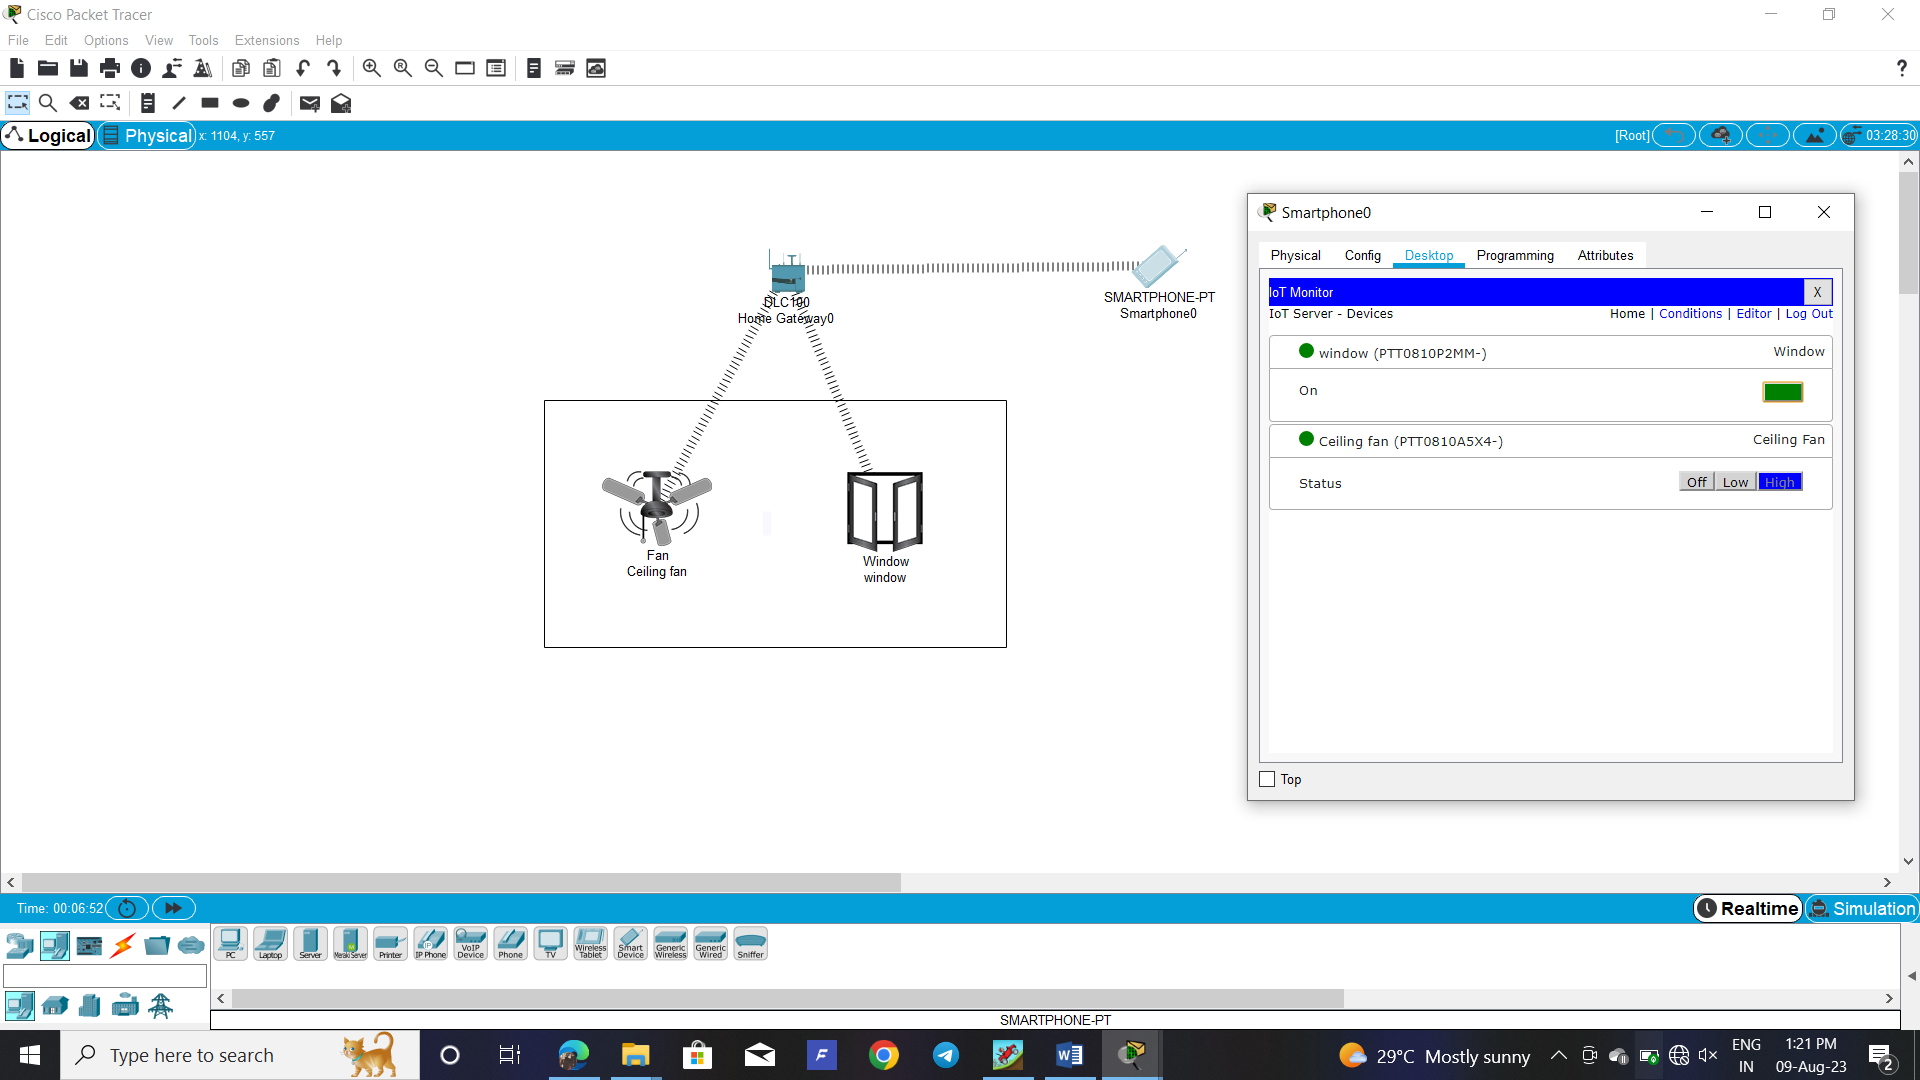 Cisco Packet Tracer
File Edit Options View Tools Extensions Help
?
Logical Physical x: 1104, y: 557
[Root] 03:28:30
DLC100
Home Gateway0
SMARTPHONE-PT
Smartphone0
Fan
Ceiling fan
Window
window
Smartphone0
Physical Config Desktop Programming Attributes
IoT Monitor X
IoT Server - Devices Home | Conditions | Editor | Log Out
window (PTT0810P2MM-) Window
On
Ceiling fan (PTT0810A5X4-) Ceiling Fan
Status Off Low High
Top
Time: 00:06:52
Realtime Simulation
PC Laptop Server Meraki Server Printer IP Phone VoIP Device Phone TV Wireless Tablet Smart Device Generic Wireless Generic Wired Sniffer
SMARTPHONE-PT
Type here to search
29°C Mostly sunny
ENG
IN
1:21 PM
09-Aug-23
2